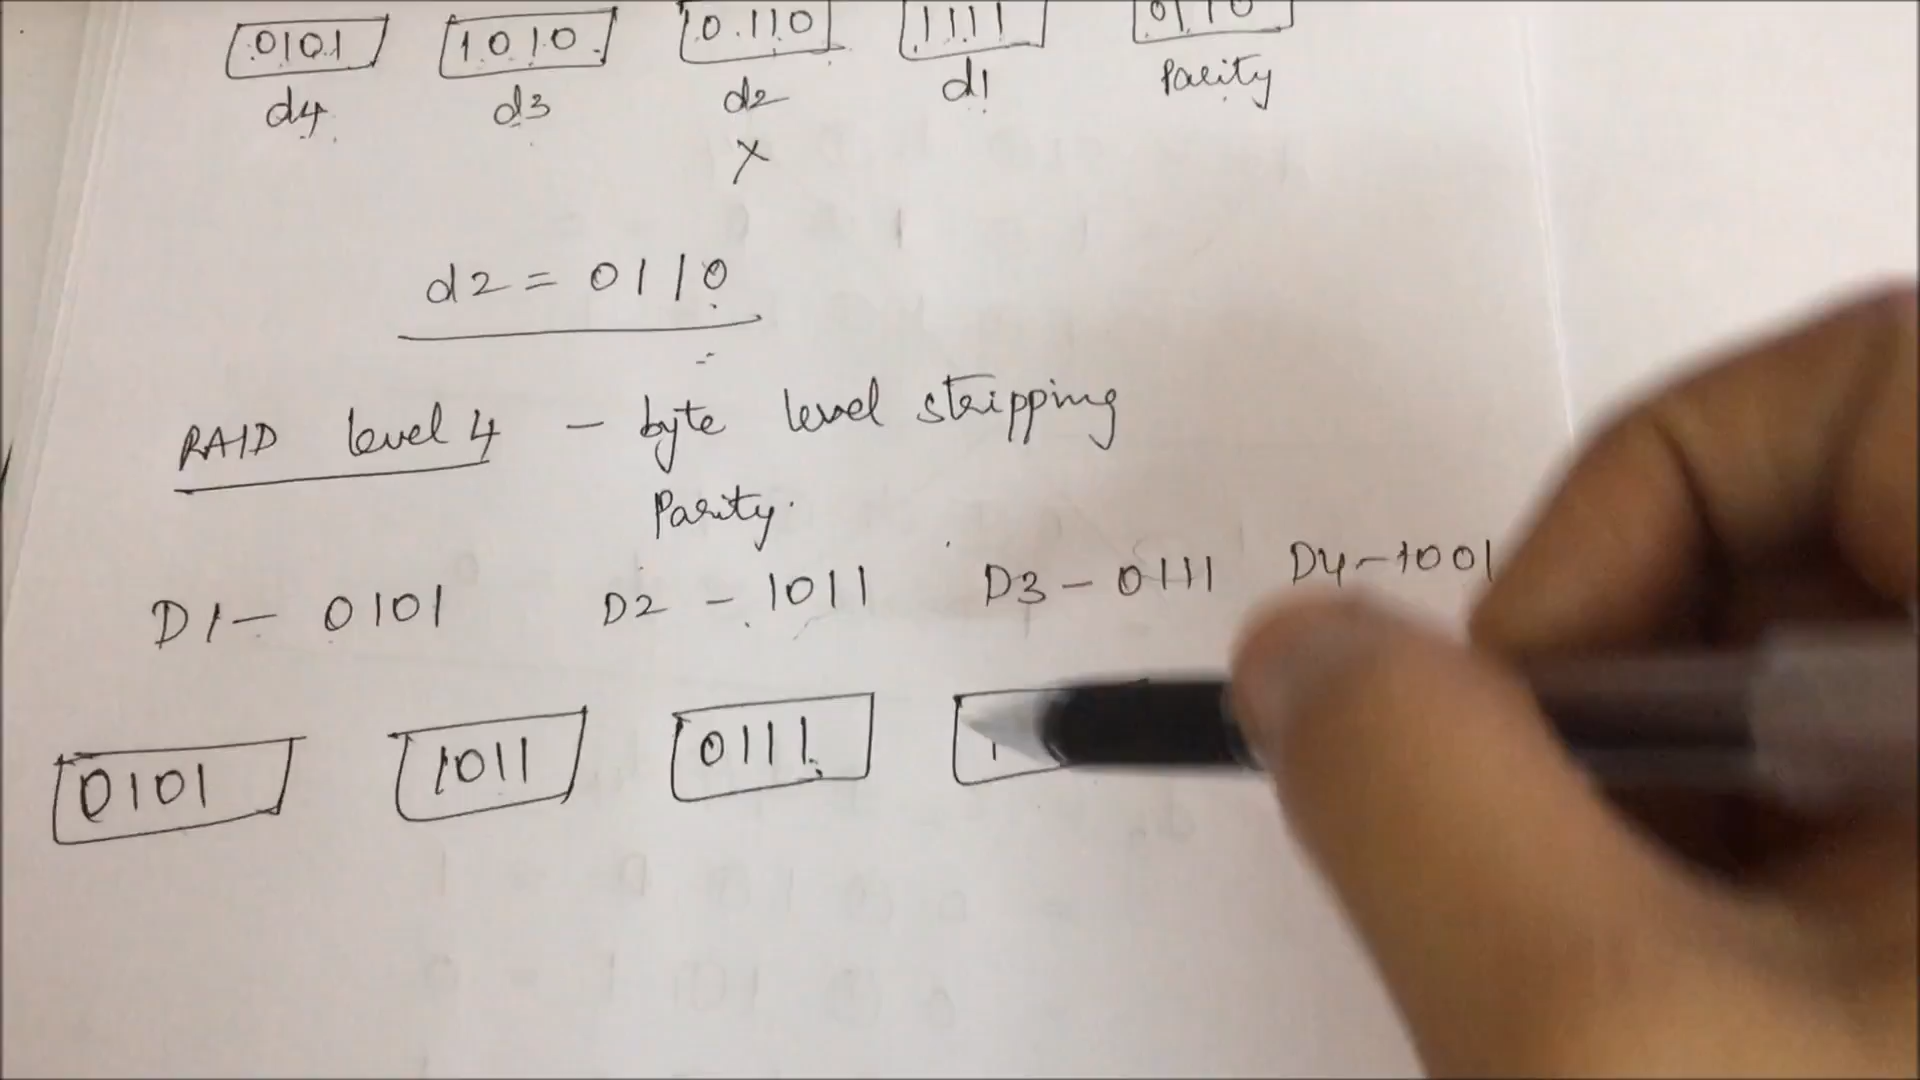 0101 1010 0110 1111 0110
d4 d3 d2 d1 Parity
X
d2 = 0110
RAID level 4 - byte level stripping
Parity.
D1- 0101 D2 - 1011 D3 - 0111 D4-1001
0101 1011 0111 1